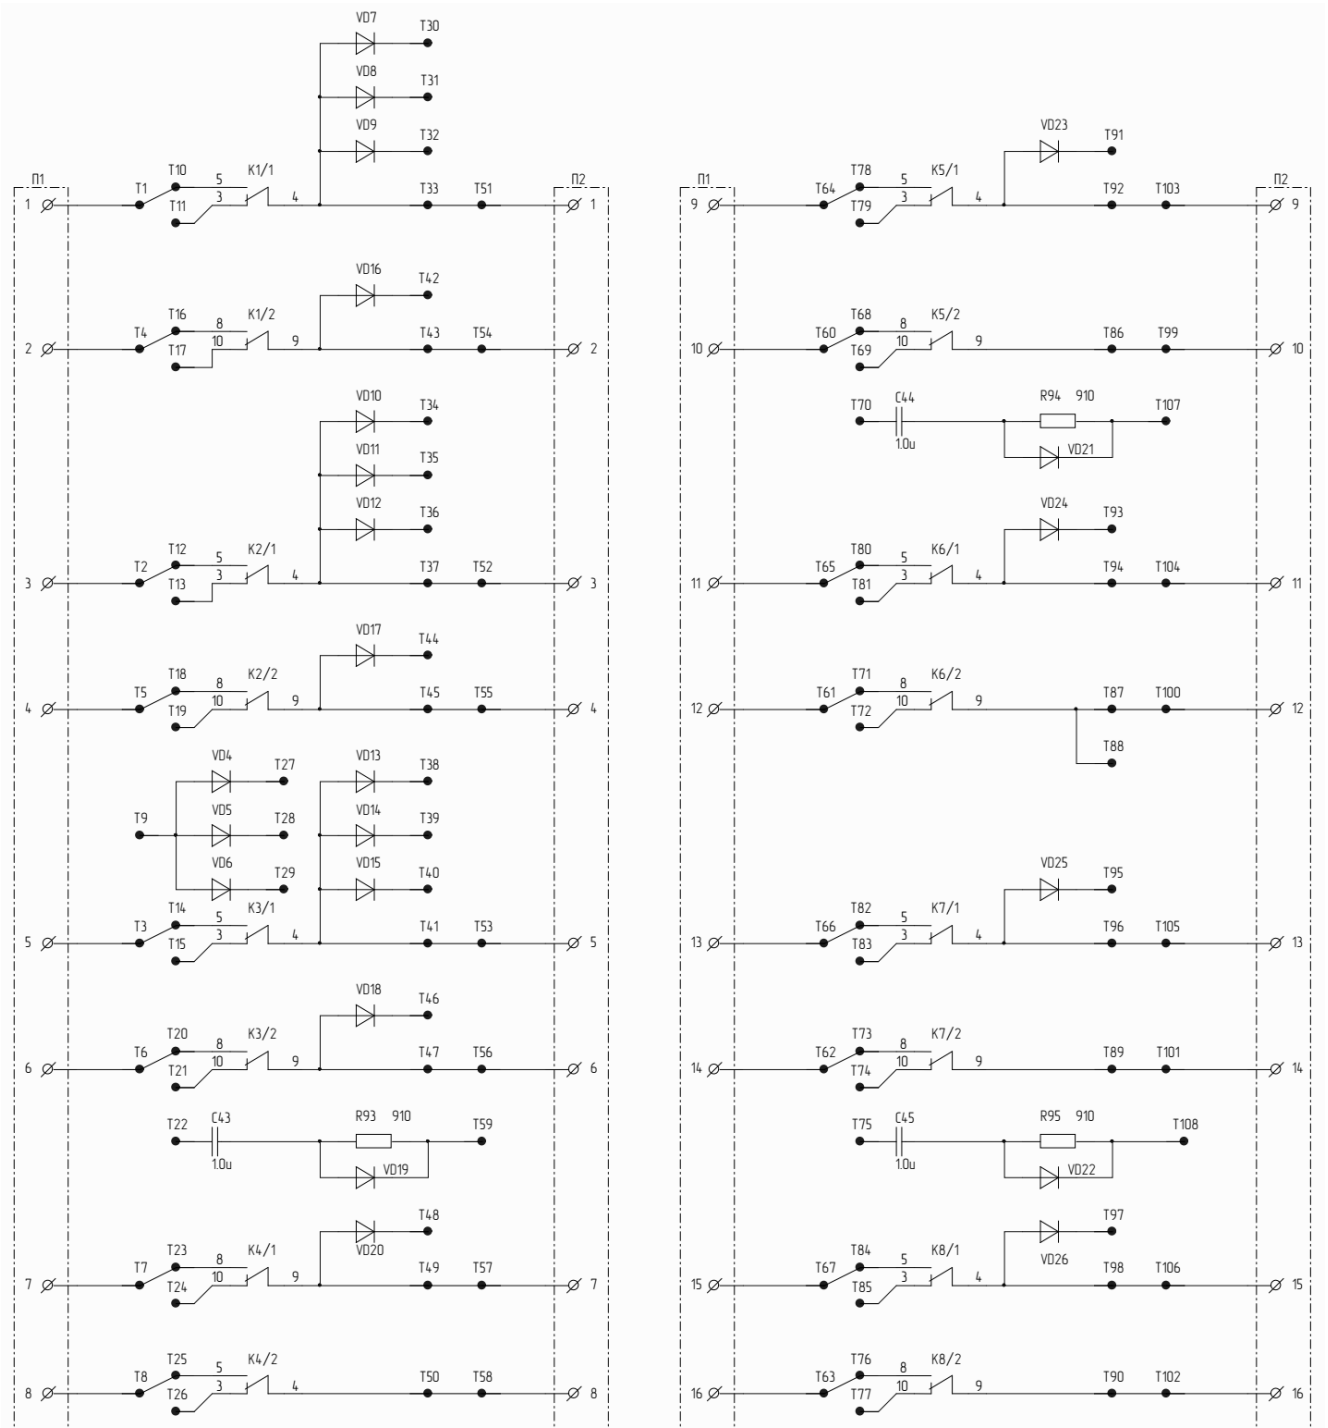 VD7 T30
VD8 T31
VD9 T32
П1 T10 5 K1/1 П2
1 T1 T11 3 4 T33 T51 1
VD16 T42
T16 8 K1/2
2 T4 T17 10 9 T43 T54 2
VD10 T34
VD11 T35
VD12 T36
T12 5 K2/1
3 T2 T13 3 4 T37 T52 3
VD17 T44
T18 8 K2/2
4 T5 T19 10 9 T45 T55 4
VD4 T27 VD13 T38
T9 VD5 T28 VD14 T39
VD6 T29 VD15 T40
T14 5 K3/1
5 T3 T15 3 4 T41 T53 5
VD18 T46
T20 8 K3/2
6 T6 T21 10 9 T47 T56 6
T22 C43 R93 910 T59
1.0u VD19
T48
VD20
T23 8 K4/1
7 T7 T24 10 9 T49 T57 7
T25 5 K4/2
8 T8 T26 3 4 T50 T58 8
VD23 T91
П1 T78 5 K5/1 П2
9 T64 T79 3 4 T92 T103 9
T68 8 K5/2
10 T60 T69 10 9 T86 T99 10
T70 C44 R94 910 T107
1.0u VD21
VD24 T93
T80 5 K6/1
11 T65 T81 3 4 T94 T104 11
T71 8 K6/2
12 T61 T72 10 9 T87 T100 12
T88
VD25 T95
T82 5 K7/1
13 T66 T83 3 4 T96 T105 13
T73 8 K7/2
14 T62 T74 10 9 T89 T101 14
T75 C45 R95 910 T108
1.0u VD22
T97
VD26
T84 5 K8/1
15 T67 T85 3 4 T98 T106 15
T76 8 K8/2
16 T63 T77 10 9 T90 T102 16